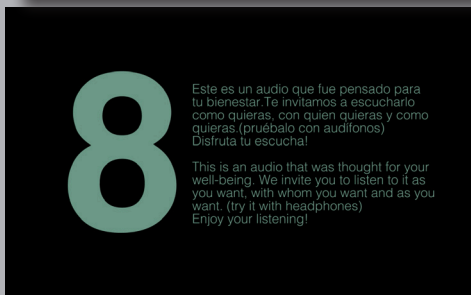 8
Este es un audio que fue pensado para
tu bienestar.Te invitamos a escucharlo
como quieras, con quien quieras y como
quieras.(pruébalo con audífonos)
Disfruta tu escucha!
This is an audio that was thought for your
well-being. We invite you to listen to it as
you want, with whom you want and as you
want. (try it with headphones)
Enjoy your listening!